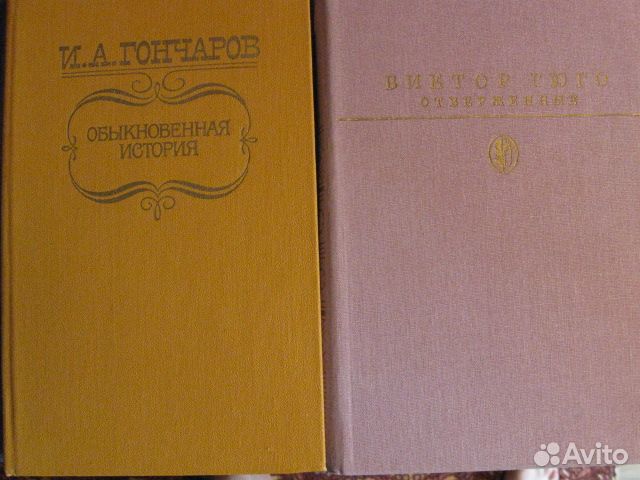 И. А. ГОНЧАРОВ
ОБЫКНОВЕННАЯ
ИСТОРИЯ
ВИКТОР ГЮГО
ОТВЕРЖЕННЫЕ
Avito